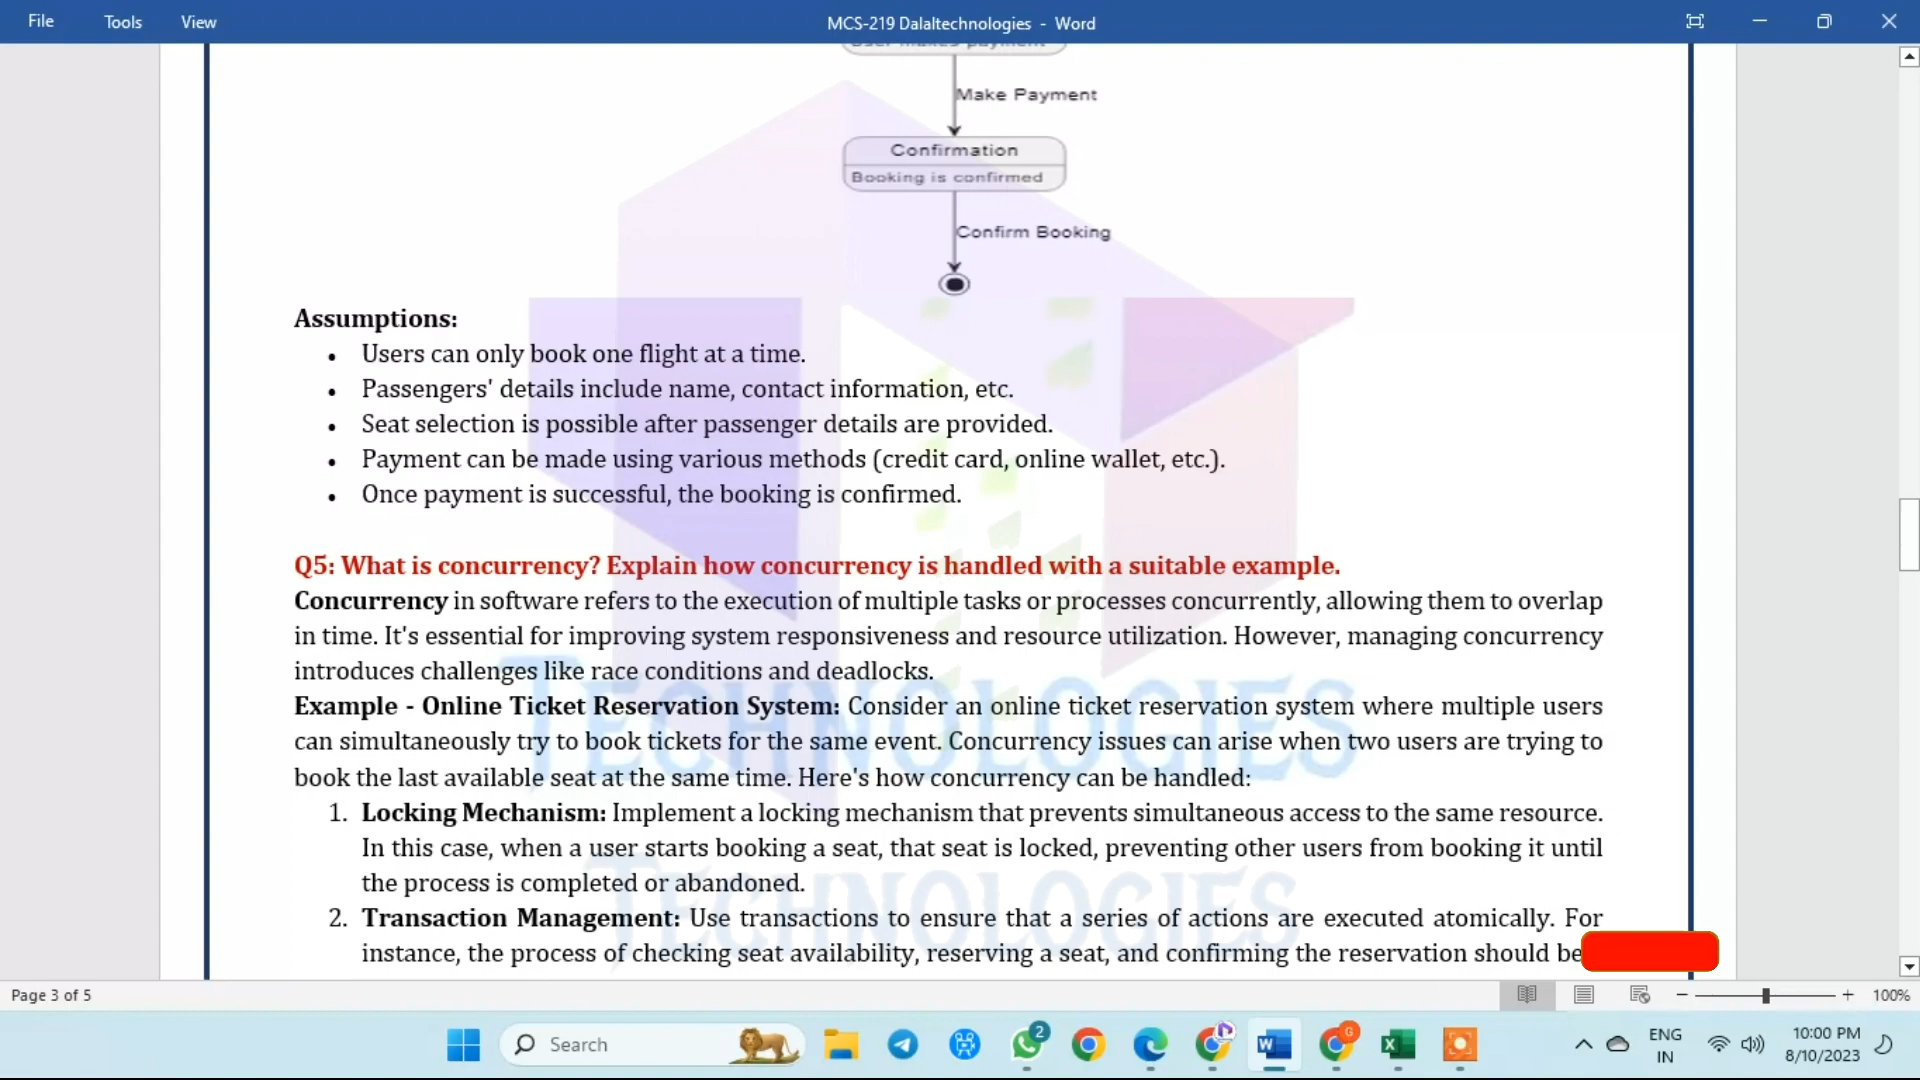 File Tools View MCS-219 Dalaltechnologies - Word
User makes payment
Make Payment
Confirmation
Booking is confirmed
Confirm Booking
Assumptions:
• Users can only book one flight at a time.
• Passengers' details include name, contact information, etc.
• Seat selection is possible after passenger details are provided.
• Payment can be made using various methods (credit card, online wallet, etc.).
• Once payment is successful, the booking is confirmed.
Q5: What is concurrency? Explain how concurrency is handled with a suitable example.
Concurrency in software refers to the execution of multiple tasks or processes concurrently, allowing them to overlap
in time. It's essential for improving system responsiveness and resource utilization. However, managing concurrency
introduces challenges like race conditions and deadlocks.
TECHNOLOGIES
Example - Online Ticket Reservation System: Consider an online ticket reservation system where multiple users
can simultaneously try to book tickets for the same event. Concurrency issues can arise when two users are trying to
book the last available seat at the same time. Here's how concurrency can be handled:
1. Locking Mechanism: Implement a locking mechanism that prevents simultaneous access to the same resource.
In this case, when a user starts booking a seat, that seat is locked, preventing other users from booking it until
the process is completed or abandoned.
TECHNOLOGIES
2. Transaction Management: Use transactions to ensure that a series of actions are executed atomically. For
instance, the process of checking seat availability, reserving a seat, and confirming the reservation should be
Page 3 of 5 100%
Search 2 G ENG 10:00 PM
IN 8/10/2023